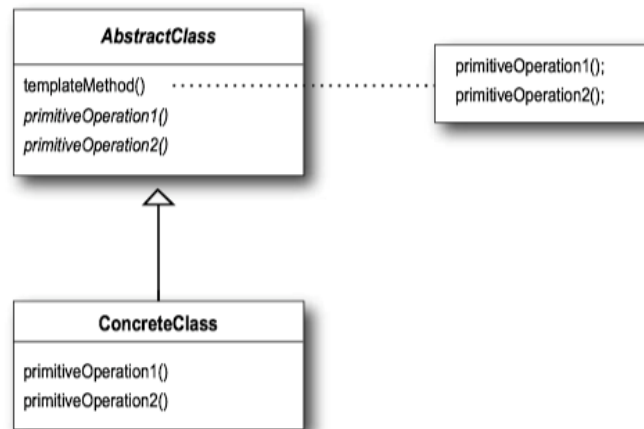 AbstractClass
templateMethod()
primitiveOperation1()
primitiveOperation2()
primitiveOperation1();
primitiveOperation2();
ConcreteClass
primitiveOperation1()
primitiveOperation2()